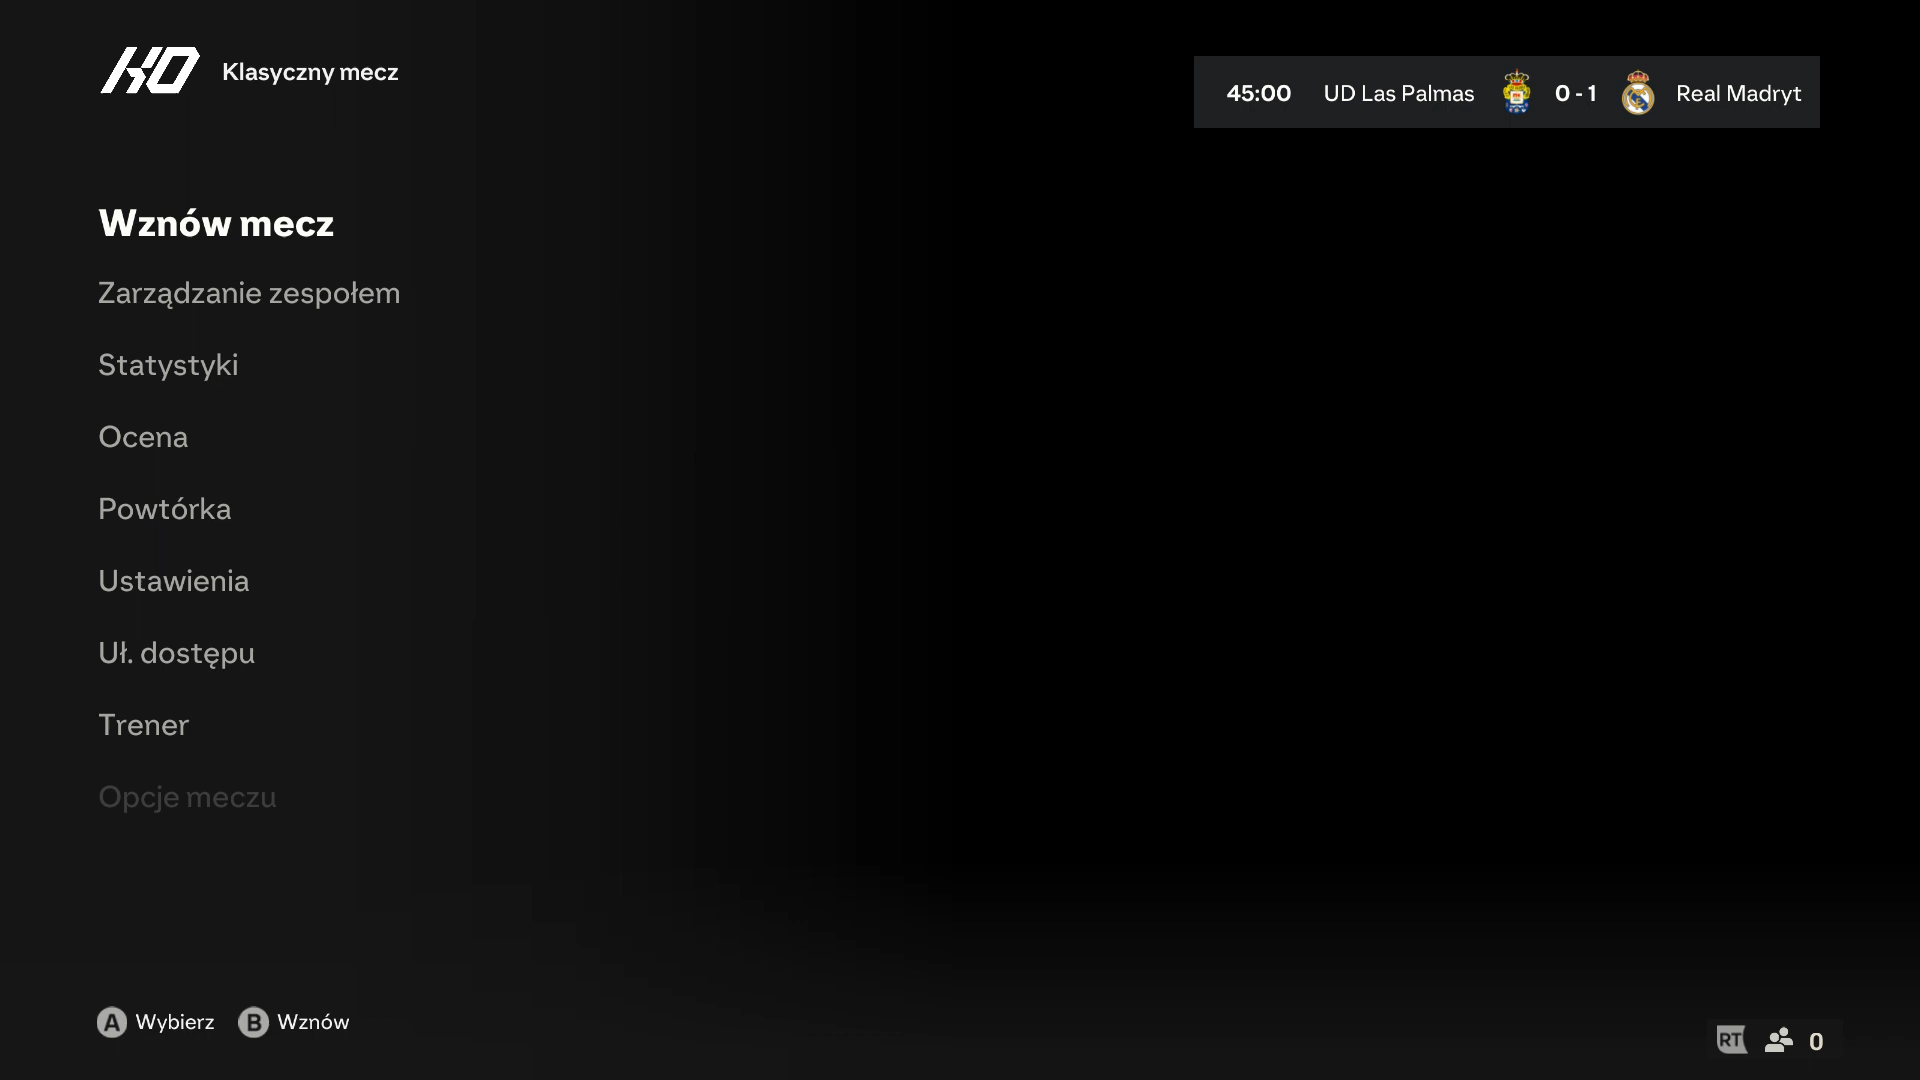 KO Klasyczny mecz
45:00 UD Las Palmas 0 - 1 Real Madryt
Wznów mecz
Zarządzanie zespołem
Statystyki
Ocena
Powtórka
Ustawienia
Uł. dostępu
Trener
Opcje meczu
A Wybierz B Wznów
RT 0